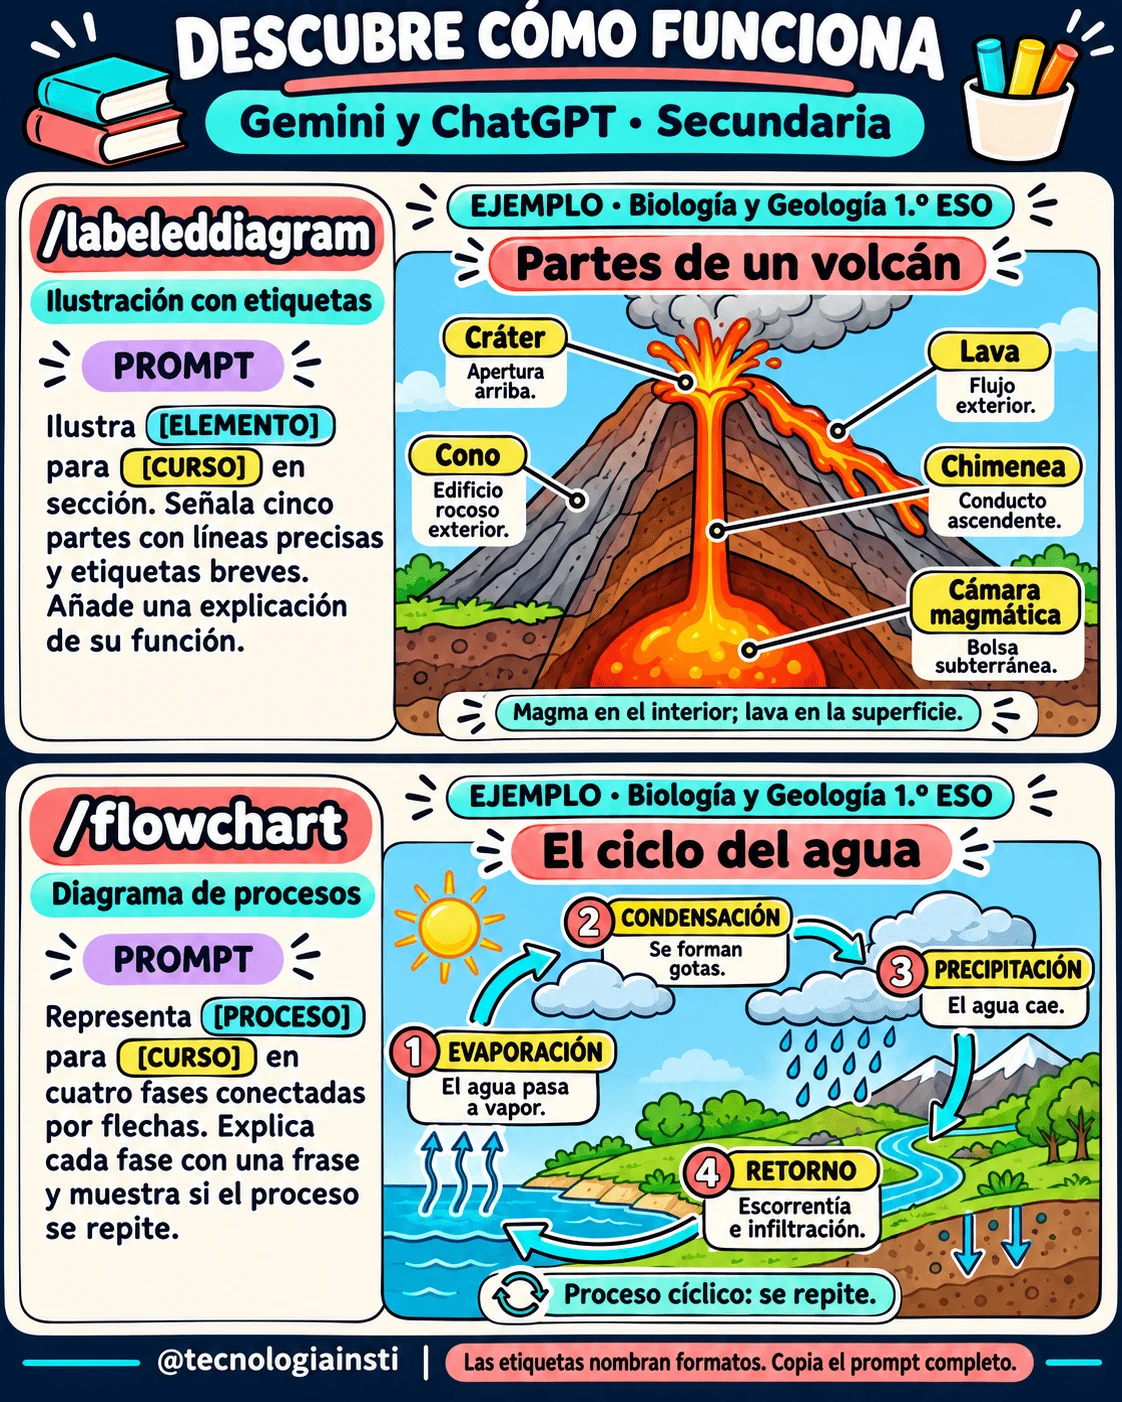 DESCUBRE CÓMO FUNCIONA
Gemini y ChatGPT · Secundaria
/labeleddiagram
Ilustración con etiquetas
PROMPT
Ilustra [ELEMENTO]
para [CURSO] en
sección. Señala cinco
partes con líneas precisas
y etiquetas breves.
Añade una explicación
de su función.
EJEMPLO · Biología y Geología 1.º ESO
Partes de un volcán
Cráter
Apertura
arriba.
Lava
Flujo
exterior.
Cono
Edificio
rocoso
exterior.
Chimenea
Conducto
ascendente.
Cámara
magmática
Bolsa
subterránea.
Magma en el interior; lava en la superficie.
/flowchart
Diagrama de procesos
PROMPT
Representa [PROCESO]
para [CURSO] en
cuatro fases conectadas
por flechas. Explica
cada fase con una frase
y muestra si el proceso
se repite.
EJEMPLO · Biología y Geología 1.º ESO
El ciclo del agua
1 EVAPORACIÓN
El agua pasa
a vapor.
2 CONDENSACIÓN
Se forman
gotas.
3 PRECIPITACIÓN
El agua cae.
4 RETORNO
Escorrentía
e infiltración.
Proceso cíclico: se repite.
@tecnologiainsti | Las etiquetas nombran formatos. Copia el prompt completo.